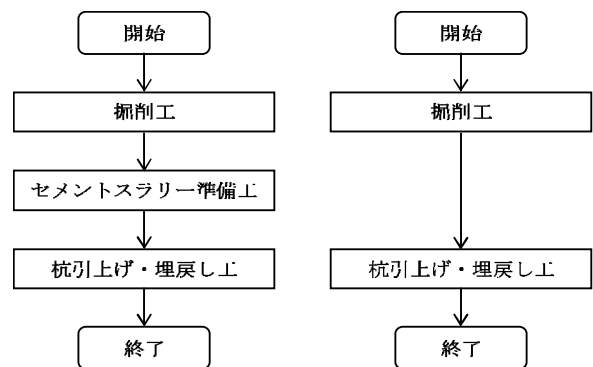 開始
掘削工
セメントスラリー準備工
杭引上げ・埋戻し工
終了
開始
掘削工
杭引上げ・埋戻し工
終了